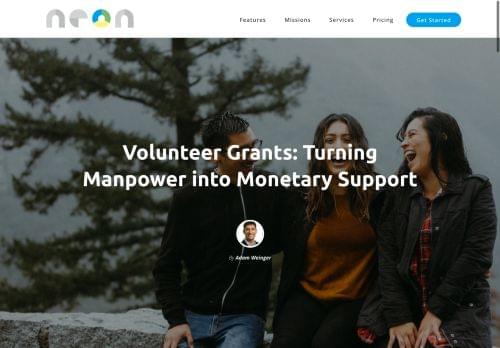 neon
Features
Missions
Services
Pricing
Get Started
Volunteer Grants: Turning
Manpower into Monetary Support
By Adam Weinger